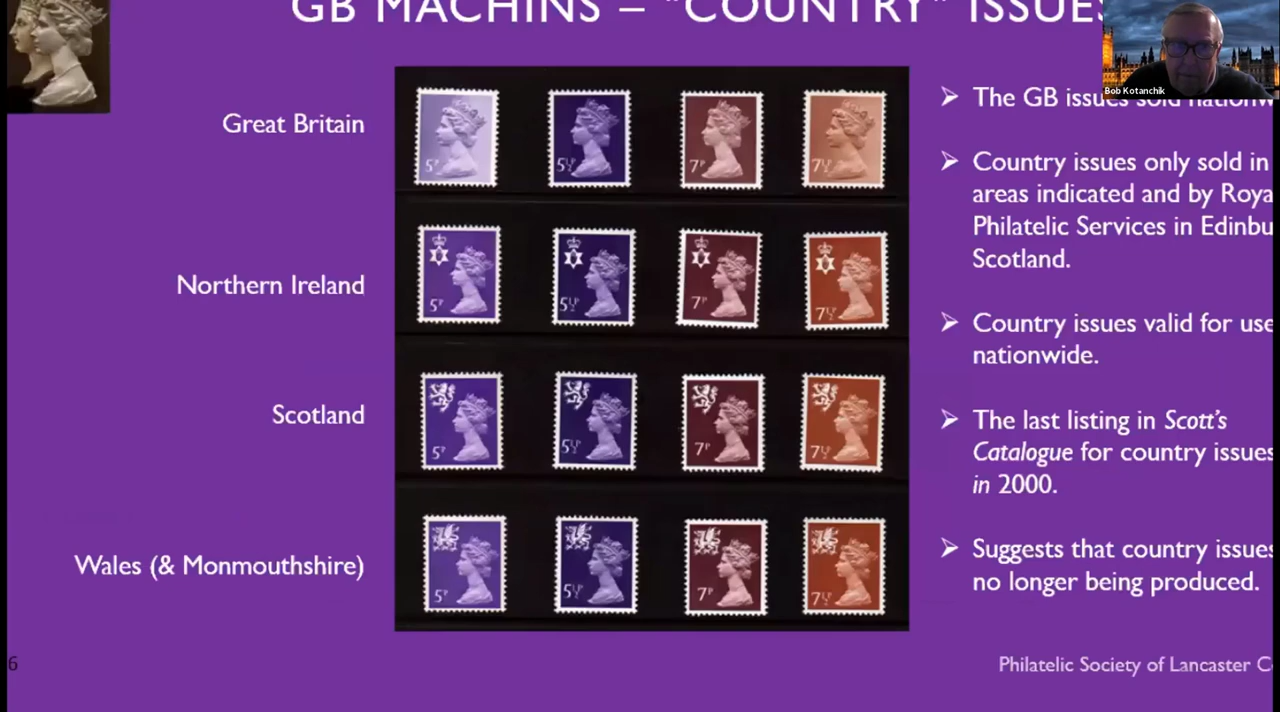 GB MACHINS – "COUNTRY" ISSUES
Bob Kotanchik
Great Britain
5P
5½P
7P
7½P
Northern Ireland
5P
5½P
7P
7½P
Scotland
5P
5½P
7P
7½P
Wales (& Monmouthshire)
5P
5½P
7P
7½P
➤ The GB issues sold nationw
➤ Country issues only sold in
areas indicated and by Roya
Philatelic Services in Edinbu
Scotland.
➤ Country issues valid for use
nationwide.
➤ The last listing in Scott's
Catalogue for country issues
in 2000.
➤ Suggests that country issues
no longer being produced.
6
Philatelic Society of Lancaster C